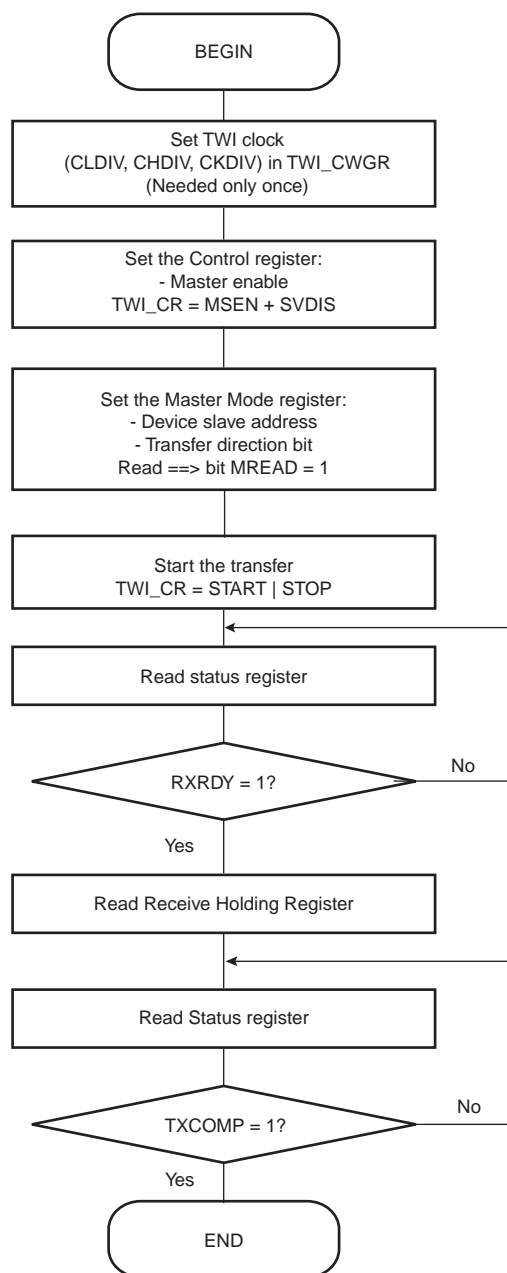 BEGIN
Set TWI clock
(CLDIV, CHDIV, CKDIV) in TWI_CWGR
(Needed only once)
Set the Control register:
- Master enable
TWI_CR = MSEN + SVDIS
Set the Master Mode register:
- Device slave address
- Transfer direction bit
Read ==> bit MREAD = 1
Start the transfer
TWI_CR = START | STOP
Read status register
RXRDY = 1?
No
Yes
Read Receive Holding Register
Read Status register
TXCOMP = 1?
No
Yes
END